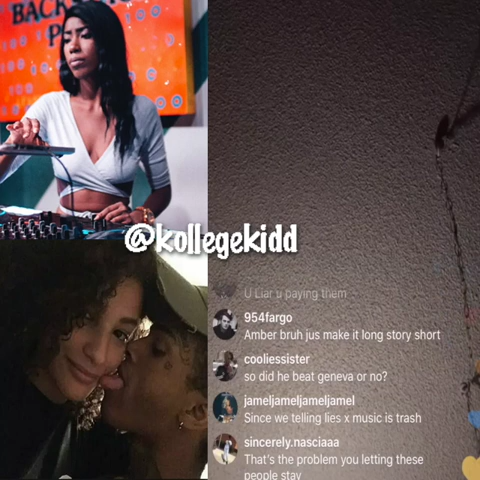 BACKS
P
@kollegekidd
U Liar u paying them
954fargo
Amber bruh jus make it long story short
cooliessister
so did he beat geneva or no?
jameljameljameljamel
Since we telling lies x music is trash
sincerely.nasciaaa
That's the problem you letting these
people stay